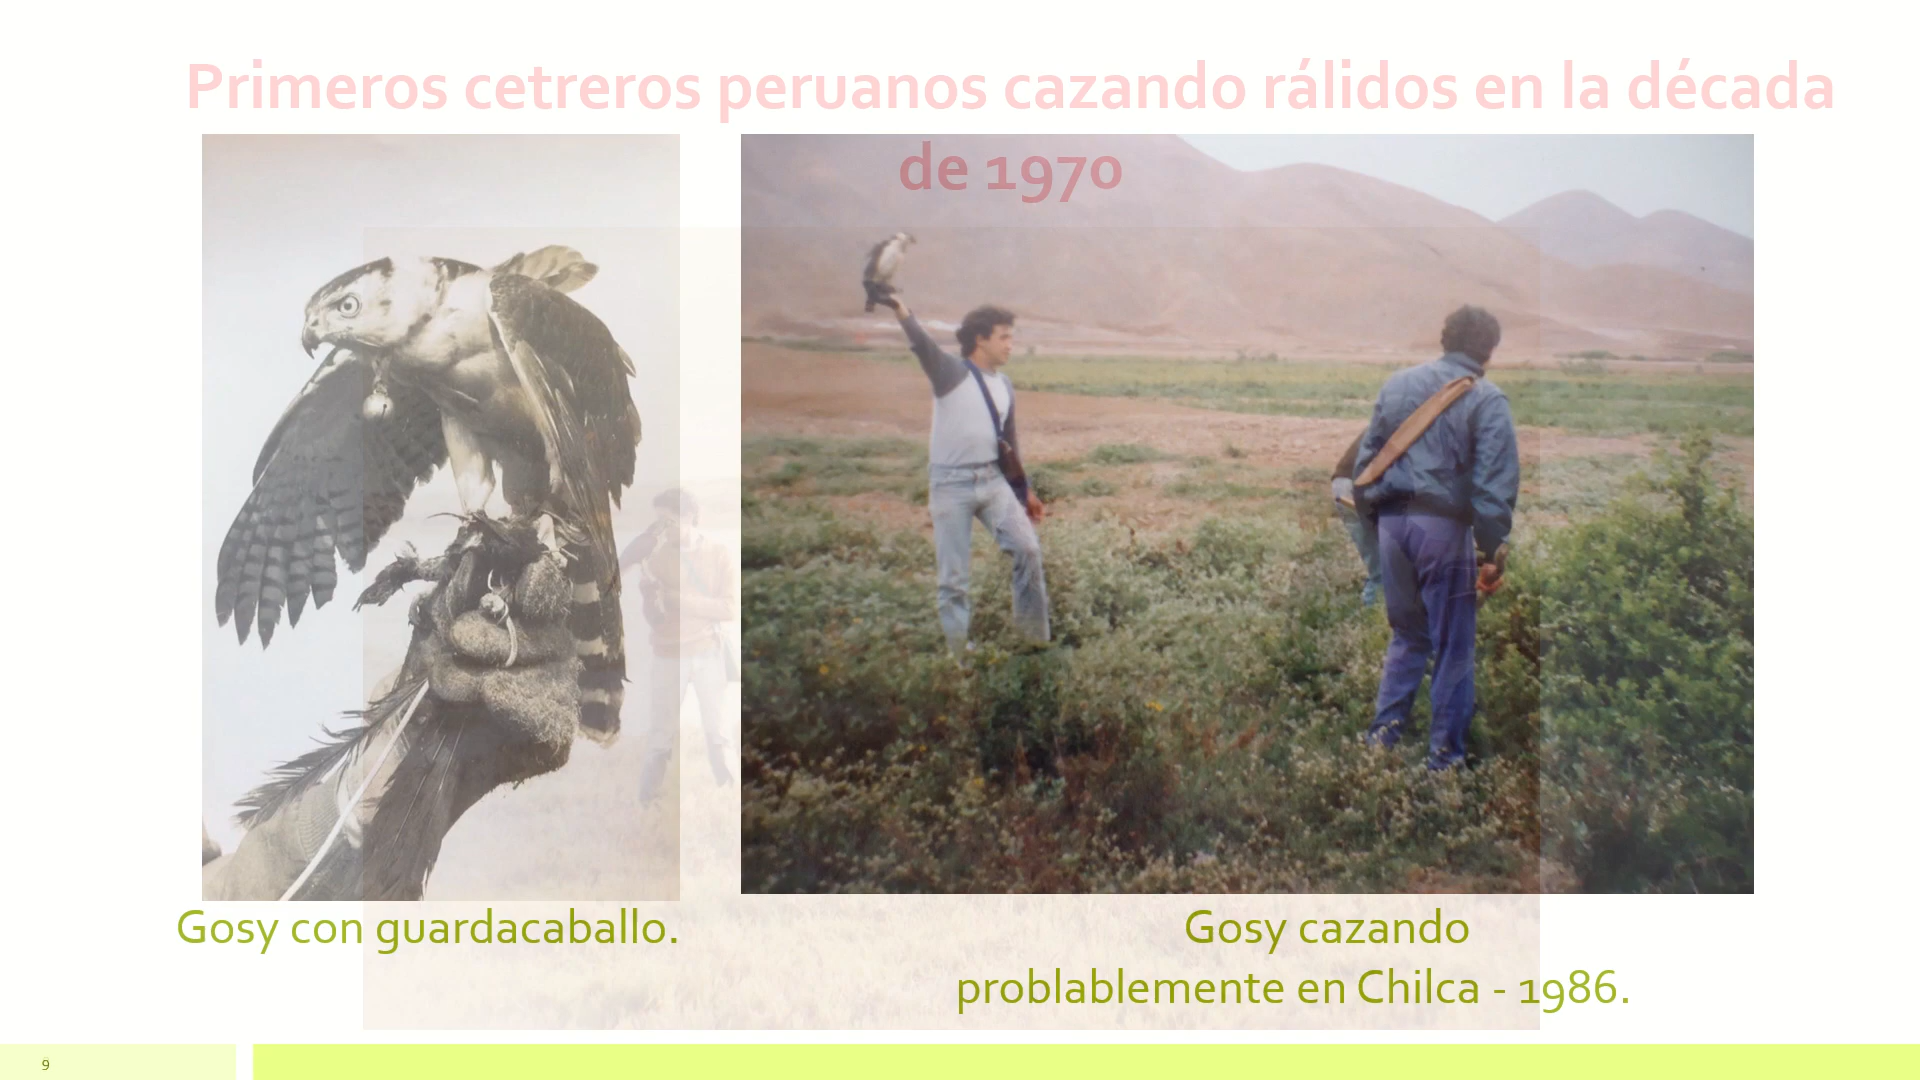 Primeros cetreros peruanos cazando rálidos en la década
de 1970
Gosy con guardacaballo.
Gosy cazando
problablemente en Chilca - 1986.
9